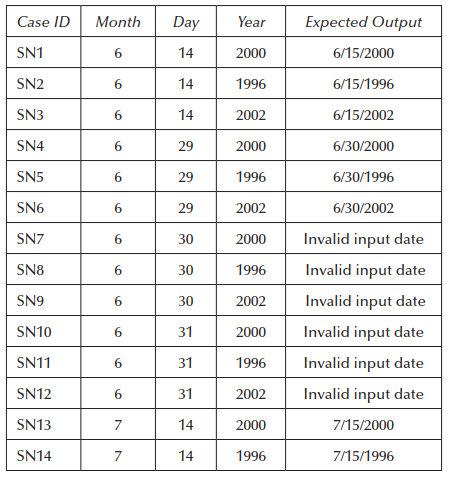 Case ID Month Day Year Expected Output
SN1 6 14 2000 6/15/2000
SN2 6 14 1996 6/15/1996
SN3 6 14 2002 6/15/2002
SN4 6 29 2000 6/30/2000
SN5 6 29 1996 6/30/1996
SN6 6 29 2002 6/30/2002
SN7 6 30 2000 Invalid input date
SN8 6 30 1996 Invalid input date
SN9 6 30 2002 Invalid input date
SN10 6 31 2000 Invalid input date
SN11 6 31 1996 Invalid input date
SN12 6 31 2002 Invalid input date
SN13 7 14 2000 7/15/2000
SN14 7 14 1996 7/15/1996